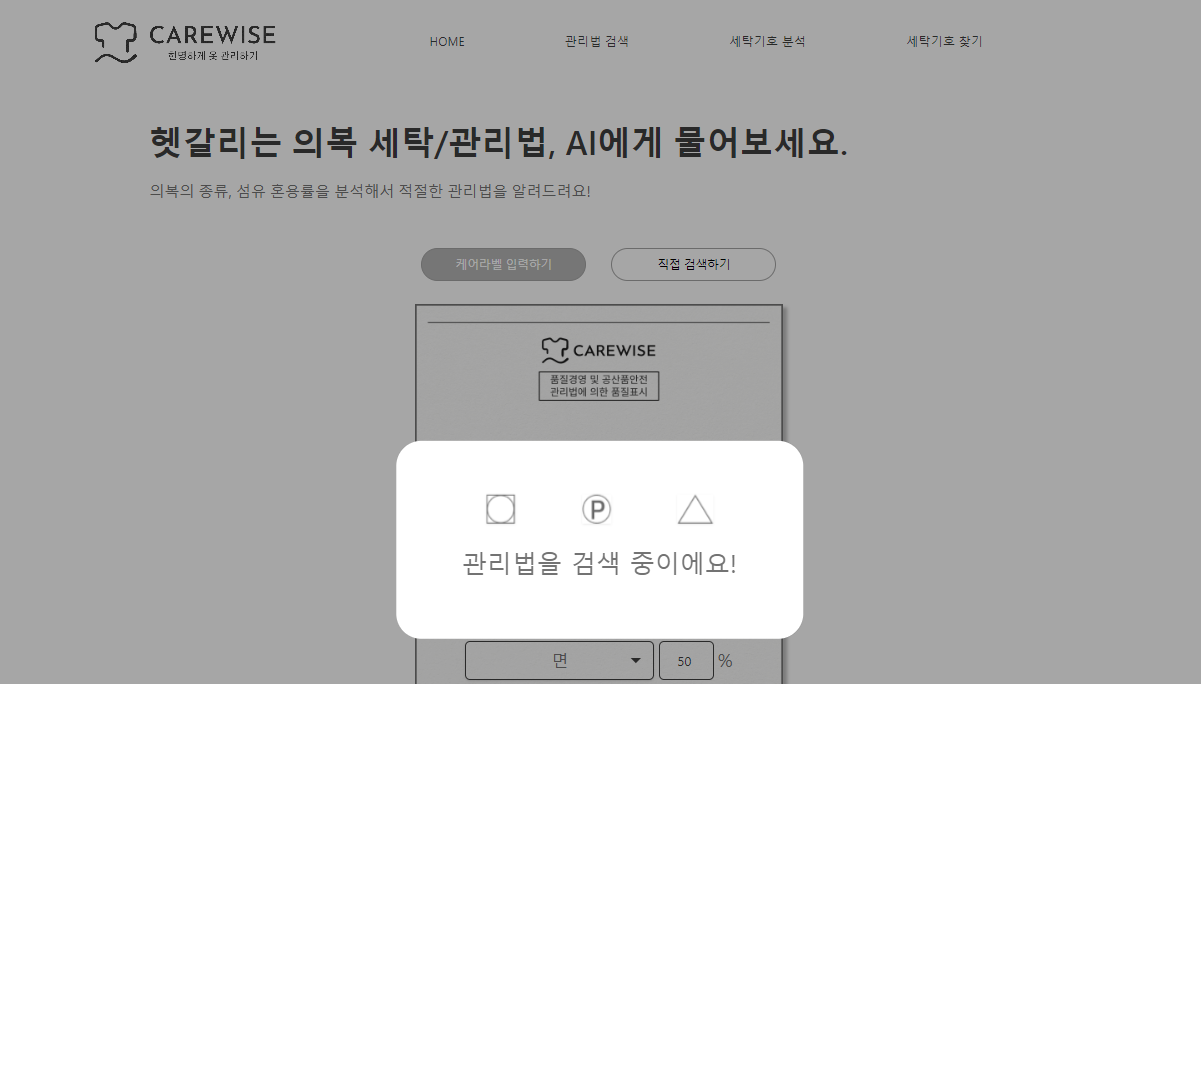 CAREWISE
현명하게 옷 관리하기
HOME
관리법 검색
세탁기호 분석
세탁기호 찾기
헷갈리는 의복 세탁/관리법, AI에게 물어보세요.
의복의 종류, 섬유 혼용률을 분석해서 적절한 관리법을 알려드려요!
케어라벨 입력하기
직접 검색하기
CAREWISE
품질경영 및 공산품안전
관리법에 의한 품질표시
P
관리법을 검색 중이에요!
면
50 %